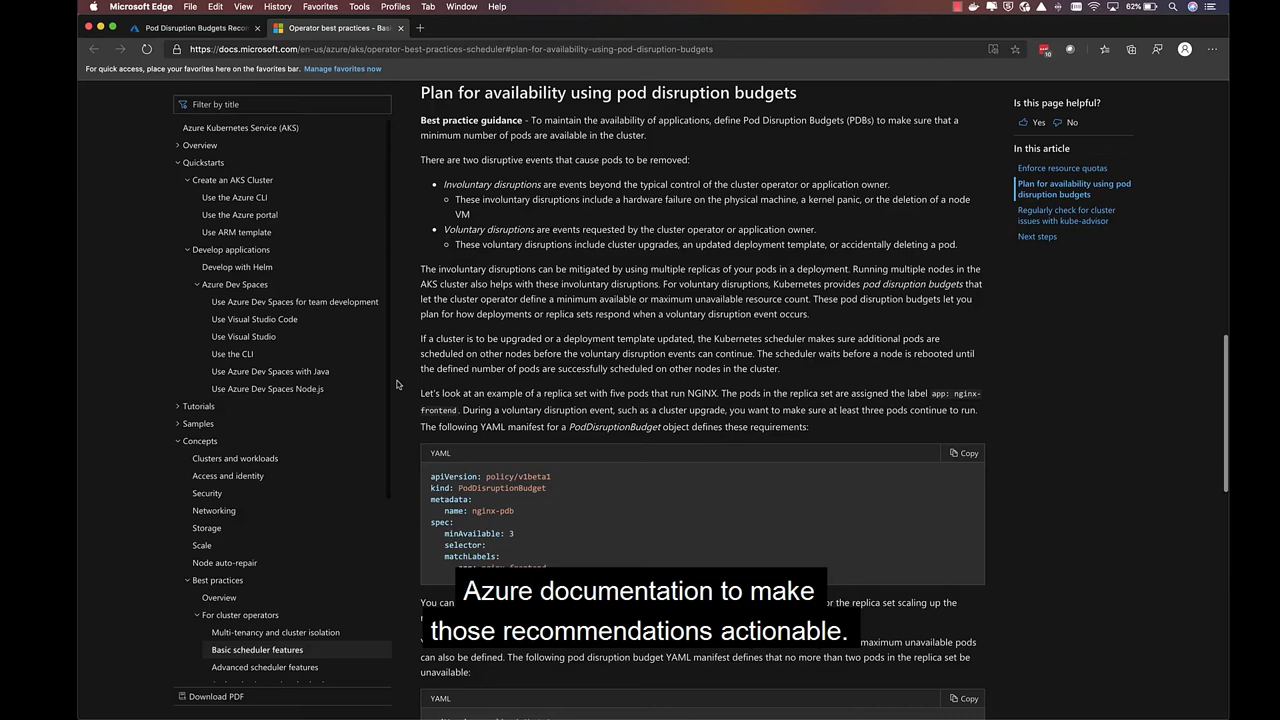 Microsoft Edge File Edit View History Favorites Tools Profiles Tab Window Help 62%
Pod Disruption Budgets Recom
Operator best practices - Basi
https://docs.microsoft.com/en-us/azure/aks/operator-best-practices-scheduler#plan-for-availability-using-pod-disruption-budgets
10
For quick access, place your favorites here on the favorites bar. Manage favorites now
Filter by title
Azure Kubernetes Service (AKS)
Overview
Quickstarts
Create an AKS Cluster
Use the Azure CLI
Use the Azure portal
Use ARM template
Develop applications
Develop with Helm
Azure Dev Spaces
Use Azure Dev Spaces for team development
Use Visual Studio Code
Use Visual Studio
Use the CLI
Use Azure Dev Spaces with Java
Use Azure Dev Spaces Node.js
Tutorials
Samples
Concepts
Clusters and workloads
Access and identity
Security
Networking
Storage
Scale
Node auto-repair
Best practices
Overview
For cluster operators
Multi-tenancy and cluster isolation
Basic scheduler features
Advanced scheduler features
Download PDF
Plan for availability using pod disruption budgets
Best practice guidance - To maintain the availability of applications, define Pod Disruption Budgets (PDBs) to make sure that a
minimum number of pods are available in the cluster.
There are two disruptive events that cause pods to be removed:
Involuntary disruptions are events beyond the typical control of the cluster operator or application owner.
These involuntary disruptions include a hardware failure on the physical machine, a kernel panic, or the deletion of a node
VM
Voluntary disruptions are events requested by the cluster operator or application owner.
These voluntary disruptions include cluster upgrades, an updated deployment template, or accidentally deleting a pod.
The involuntary disruptions can be mitigated by using multiple replicas of your pods in a deployment. Running multiple nodes in the
AKS cluster also helps with these involuntary disruptions. For voluntary disruptions, Kubernetes provides pod disruption budgets that
let the cluster operator define a minimum available or maximum unavailable resource count. These pod disruption budgets let you
plan for how deployments or replica sets respond when a voluntary disruption event occurs.
If a cluster is to be upgraded or a deployment template updated, the Kubernetes scheduler makes sure additional pods are
scheduled on other nodes before the voluntary disruption events can continue. The scheduler waits before a node is rebooted until
the defined number of pods are successfully scheduled on other nodes in the cluster.
Let's look at an example of a replica set with five pods that run NGINX. The pods in the replica set are assigned the label app: nginx-
frontend. During a voluntary disruption event, such as a cluster upgrade, you want to make sure at least three pods continue to run.
The following YAML manifest for a PodDisruptionBudget object defines these requirements:
YAML Copy
apiVersion: policy/v1beta1
kind: PodDisruptionBudget
metadata:
name: nginx-pdb
spec:
minAvailable: 3
selector:
matchLabels:
Azure documentation to make
those recommendations actionable.
You can
or the replica set scaling up the
maximum unavailable pods
can also be defined. The following pod disruption budget YAML manifest defines that no more than two pods in the replica set be
unavailable:
YAML Copy
Is this page helpful?
Yes No
In this article
Enforce resource quotas
Plan for availability using pod
disruption budgets
Regularly check for cluster
issues with kube-advisor
Next steps